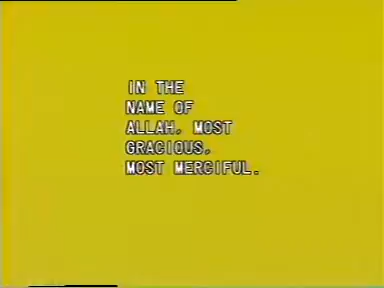 IN THE
NAME OF
ALLAH, MOST
GRACIOUS,
MOST MERCIFUL.